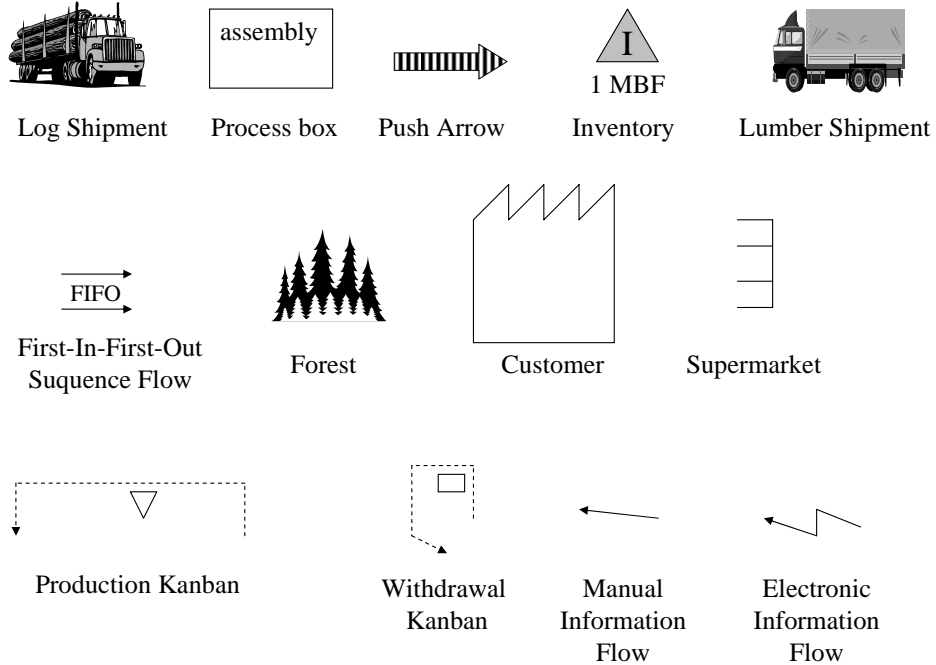 assembly
I
1 MBF
Log Shipment
Process box
Push Arrow
Inventory
Lumber Shipment
FIFO
First-In-First-Out
Suquence Flow
Forest
Customer
Supermarket
Production Kanban
Withdrawal
Kanban
Manual
Information
Flow
Electronic
Information
Flow